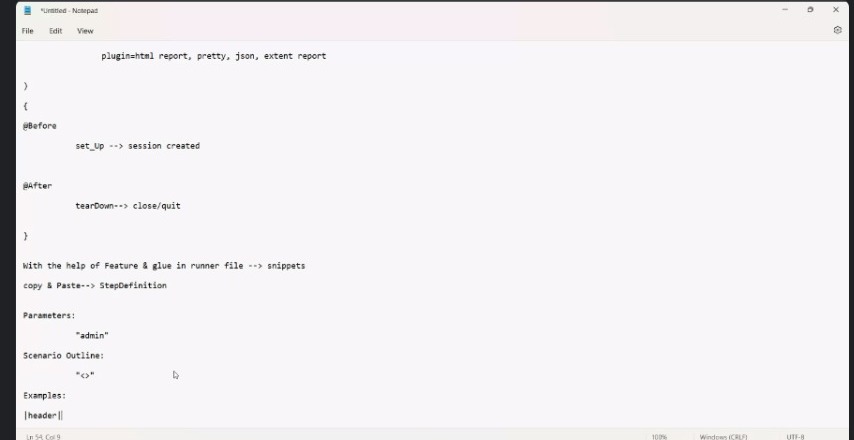 *Untitled - Notepad
File Edit View
plugin=html report, pretty, json, extent report
)
{
@Before
set_Up --> session created
@After
tearDown--> close/quit
}
With the help of Feature & glue in runner file --> snippets
copy & Paste--> StepDefinition
Parameters:
"admin"
Scenario Outline:
"<>"
Examples:
|header|
Ln 54, Col 9 100% Windows (CRLF) UTF-8